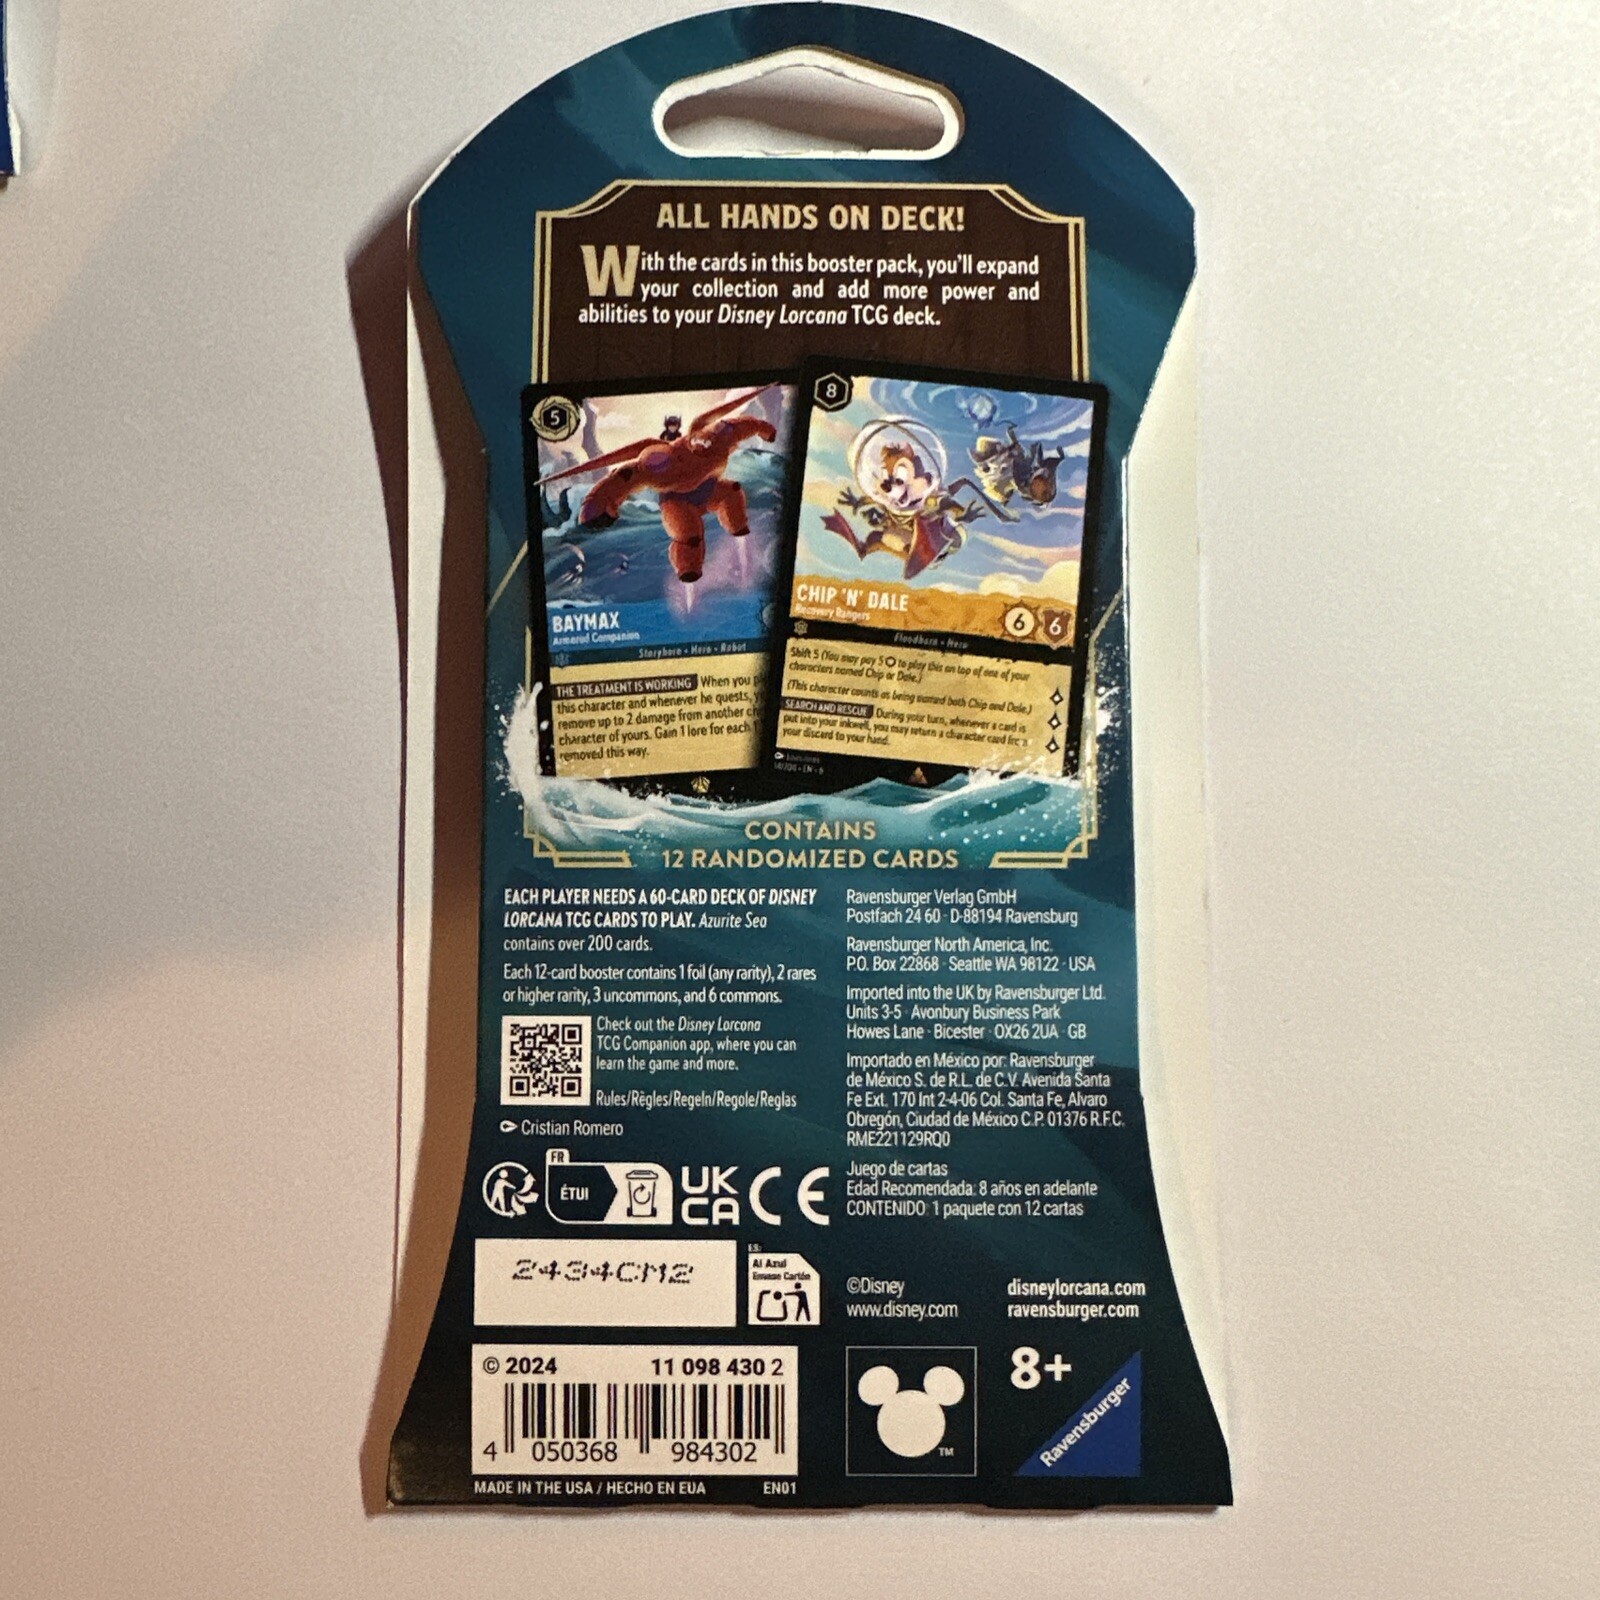 ALL HANDS ON DECK!
With the cards in this booster pack, you'll expand
your collection and add more power and
abilities to your Disney Lorcana TCG deck.
5
BAYMAX
Armored Companion
Storyborn • Hero • Robot
THE TREATMENT IS WORKING When you
this character and whenever he quests,
remove up to 2 damage from another
character of yours. Gain 1 lore for each
removed this way.
8
CHIP 'N' DALE
Recovery Rangers
6 6
Floodborn • Hero
Shift 5 (You may pay 5 to play this on top of one of your
characters named Chip or Dale.)
(This character counts as being named both Chip and Dale.)
SEARCH AND RESCUE During your turn, whenever a card is
put into your inkwell, you may return a character card
your discard to your hand.
CONTAINS
12 RANDOMIZED CARDS
EACH PLAYER NEEDS A 60-CARD DECK OF DISNEY
LORCANA TCG CARDS TO PLAY. Azurite Sea
contains over 200 cards.
Each 12-card booster contains 1 foil (any rarity), 2 rares
or higher rarity, 3 uncommons, and 6 commons.
Check out the Disney Lorcana
TCG Companion app, where you can
learn the game and more.
Rules/Règles/Regeln/Regole/Reglas
Cristian Romero
FR
ÉTUI
UK
CA
CE
2434CM2
ES:
Al Azul
Envase Cartón
© 2024 11 098 430 2
4 050368 984302
MADE IN THE USA / HECHO EN EUA EN01
Ravensburger Verlag GmbH
Postfach 24 60 · D-88194 Ravensburg
Ravensburger North America, Inc.
P.O. Box 22868 · Seattle WA 98122 · USA
Imported into the UK by Ravensburger Ltd.
Units 3-5 · Avonbury Business Park
Howes Lane · Bicester · OX26 2UA · GB
Importado en México por: Ravensburger
de México S. de R.L. de C.V. Avenida Santa
Fe Ext. 170 Int 2-4-06 Col. Santa Fe, Alvaro
Obregón, Ciudad de México C.P. 01376 R.F.C.
RME221129RQ0
Juego de cartas
Edad Recomendada: 8 años en adelante
CONTENIDO: 1 paquete con 12 cartas
©Disney
www.disney.com
disneylorcana.com
ravensburger.com
TM
8+
Ravensburger